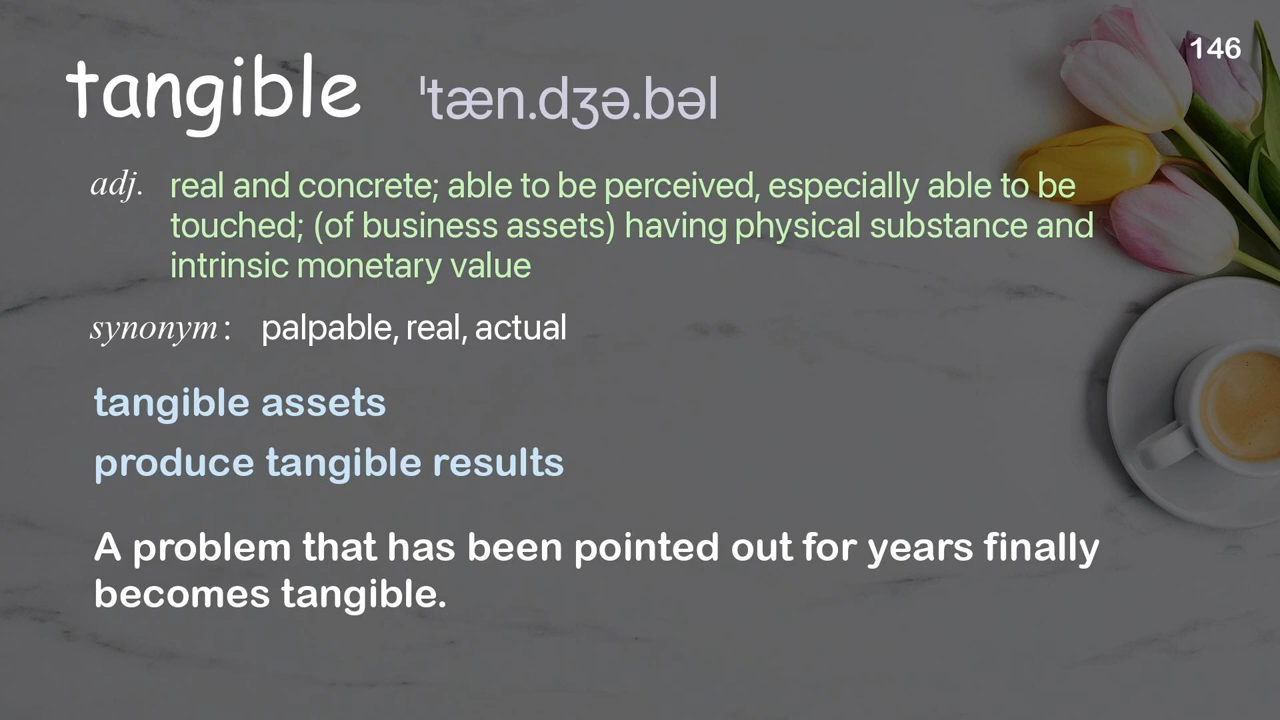 146
tangible ˈtæn.dʒə.bəl
adj. real and concrete; able to be perceived, especially able to be
touched; (of business assets) having physical substance and
intrinsic monetary value
synonym: palpable, real, actual
tangible assets
produce tangible results
A problem that has been pointed out for years finally
becomes tangible.